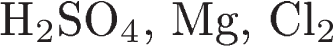 H₂SO₄, Mg, Cl₂